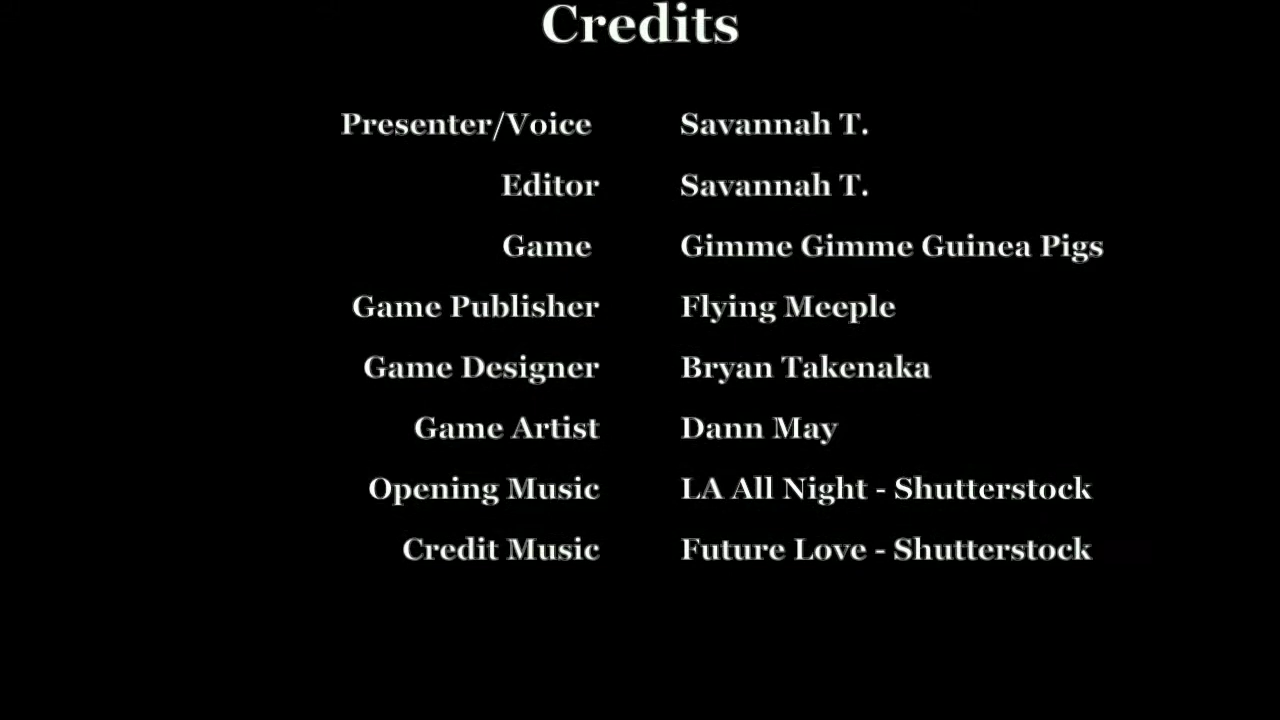 Credits
Presenter/Voice Savannah T.
Editor Savannah T.
Game Gimme Gimme Guinea Pigs
Game Publisher Flying Meeple
Game Designer Bryan Takenaka
Game Artist Dann May
Opening Music LA All Night - Shutterstock
Credit Music Future Love - Shutterstock